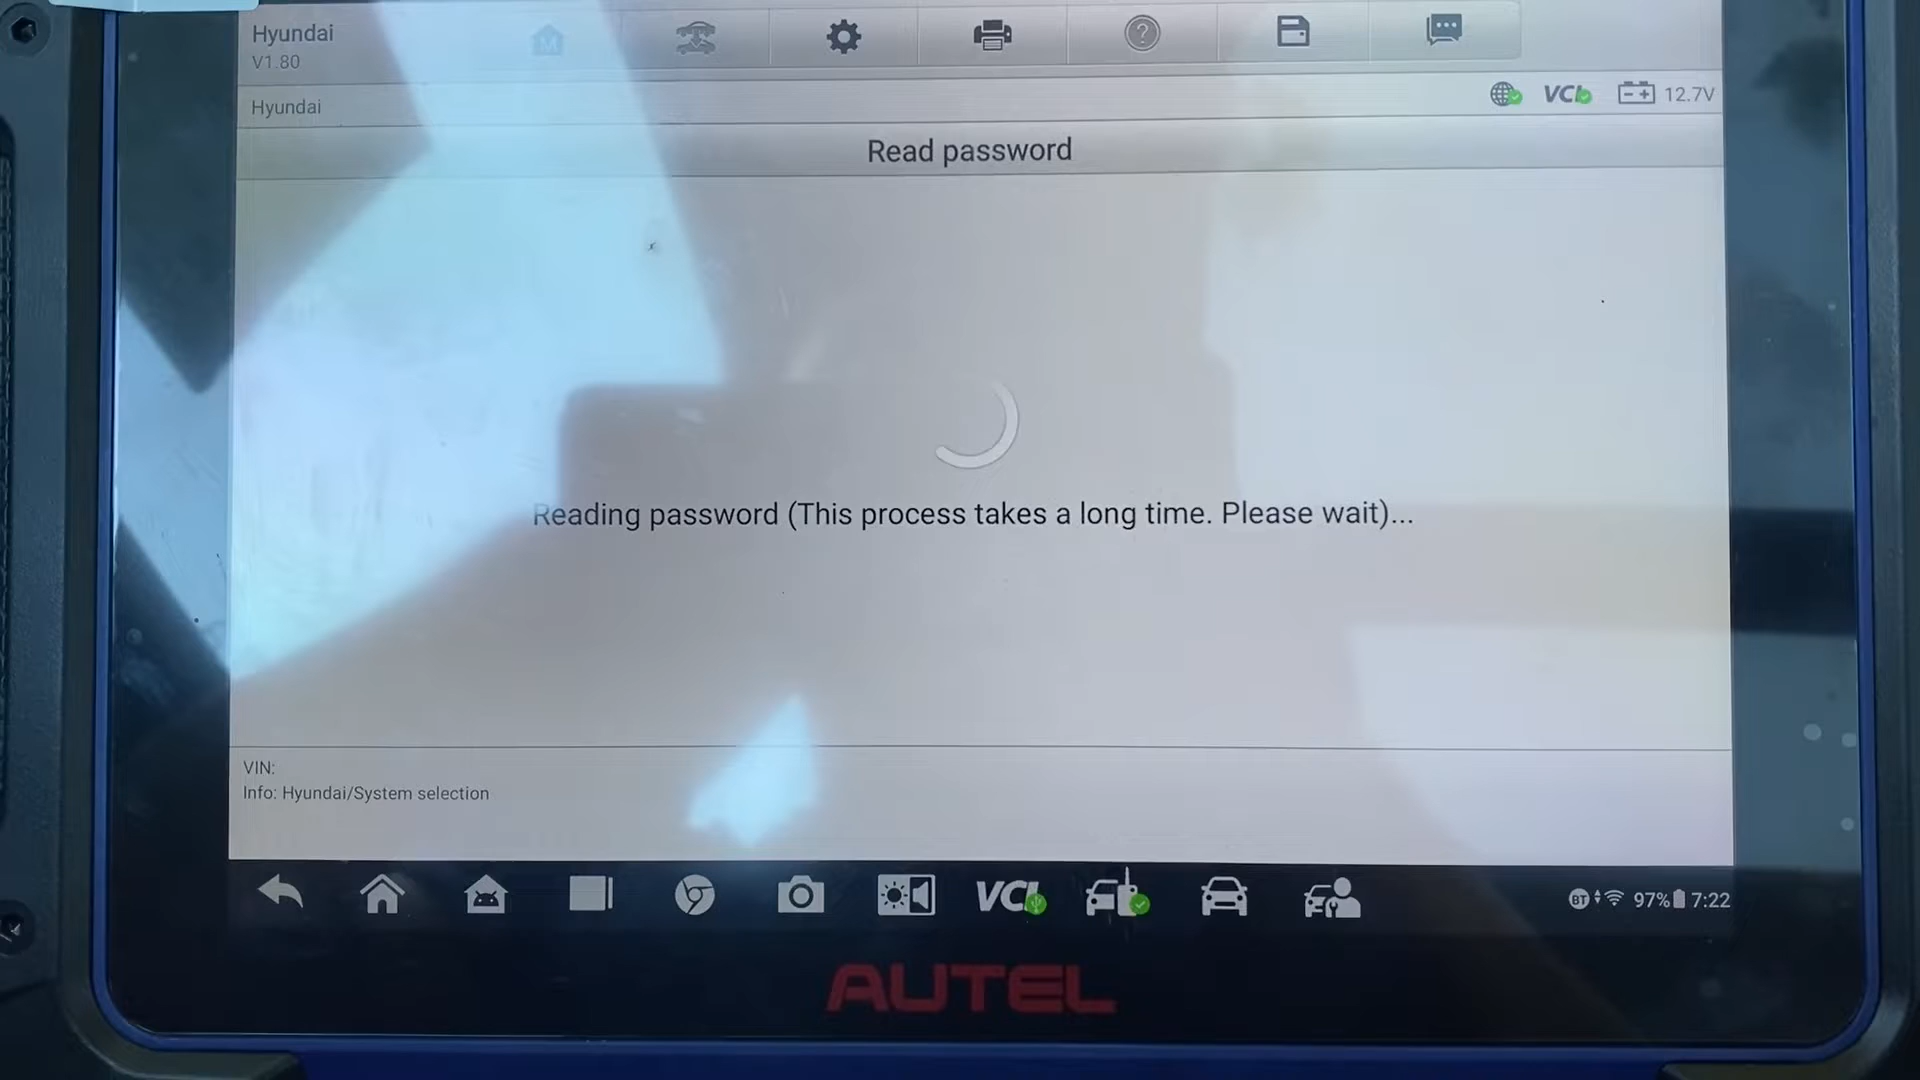 Hyundai
V1.80
Hyundai
VCI 12.7V
Read password
Reading password (This process takes a long time. Please wait)...
VIN:
Info: Hyundai/System selection
VCI
BT 97% 7:22
AUTEL